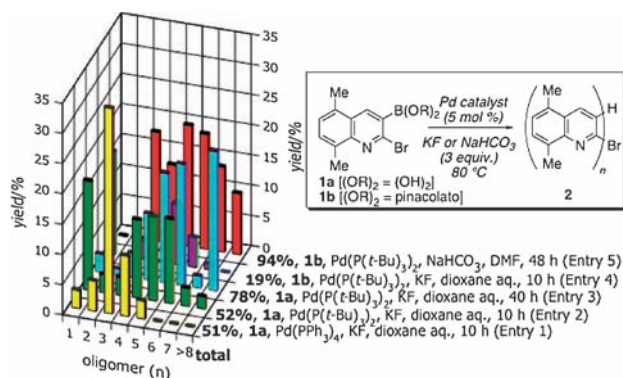 35
30
25
20
15
10
5
0
yield/%
35
30
25
20
15
10
5
0
yield/%
1 2 3 4 5 6 7 >8
oligomer (n)
total
Me
Me
N
Br
B(OR)₂
1a [(OR)₂ = (OH)₂]
1b [(OR)₂ = pinacolato]
Pd catalyst
(5 mol %)
KF or NaHCO₃
(3 equiv.)
80 °C
Me
Me
N
H
Br
n
2
94%, 1b, Pd(P(t-Bu)₃)₂, NaHCO₃, DMF, 48 h (Entry 5)
19%, 1b, Pd(P(t-Bu)₃)₂, KF, dioxane aq., 10 h (Entry 4)
78%, 1a, Pd(P(t-Bu)₃)₂, KF, dioxane aq., 40 h (Entry 3)
52%, 1a, Pd(P(t-Bu)₃)₂, KF, dioxane aq., 10 h (Entry 2)
51%, 1a, Pd(PPh₃)₄, KF, dioxane aq., 10 h (Entry 1)